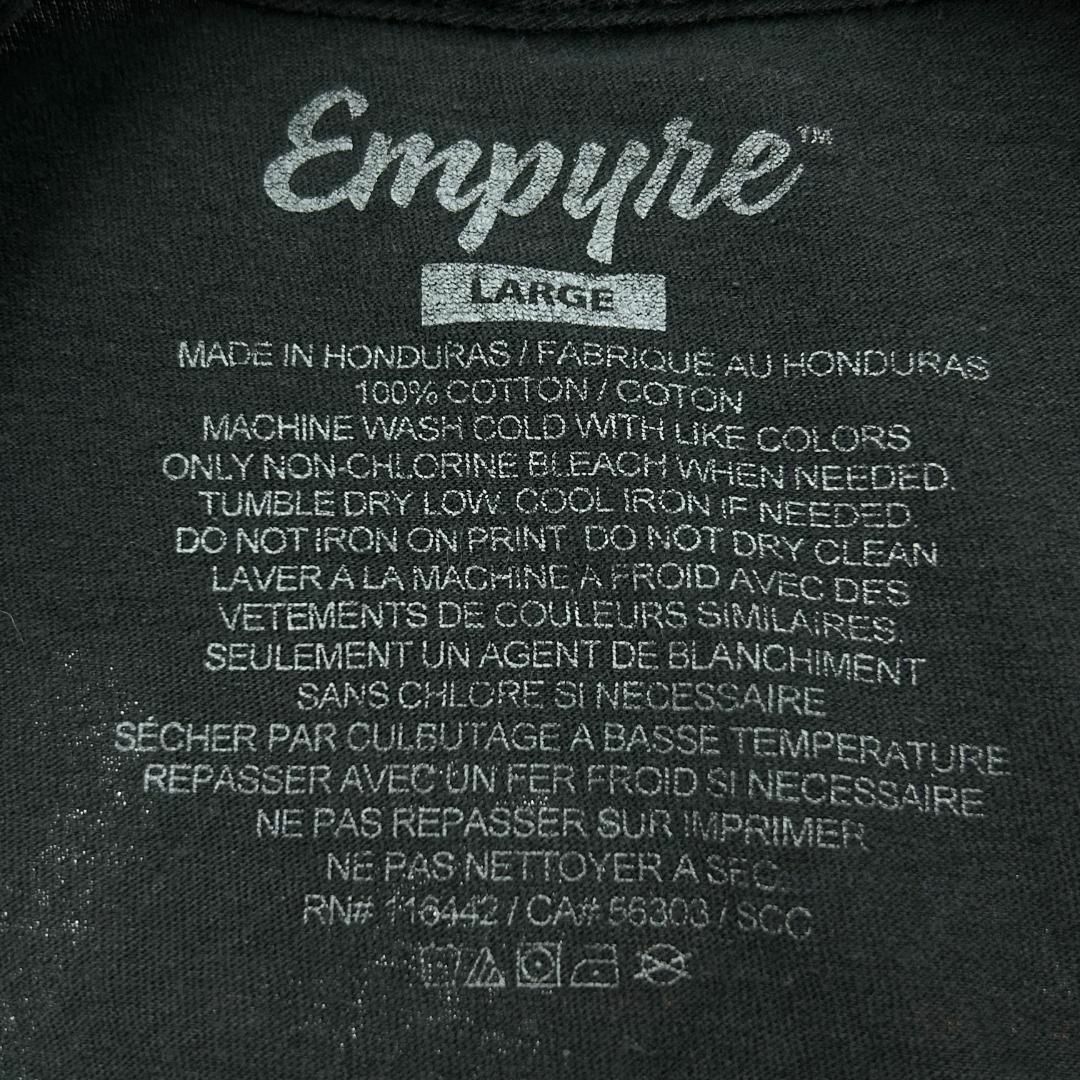 Empyre™
LARGE
MADE IN HONDURAS / FABRIQUÉ AU HONDURAS
100% COTTON / COTON
MACHINE WASH COLD WITH LIKE COLORS
ONLY NON-CHLORINE BLEACH WHEN NEEDED.
TUMBLE DRY LOW. COOL IRON IF NEEDED.
DO NOT IRON ON PRINT. DO NOT DRY CLEAN
LAVER A LA MACHINE A FROID AVEC DES
VETEMENTS DE COULEURS SIMILAIRES.
SEULEMENT UN AGENT DE BLANCHIMENT
SANS CHLORE SI NECESSAIRE
SÉCHER PAR CULBUTAGE A BASSE TEMPERATURE
REPASSER AVEC UN FER FROID SI NECESSAIRE
NE PAS REPASSER SUR IMPRIMER
NE PAS NETTOYER A SEC.
RN# 116442 / CA# 55303 / SCC